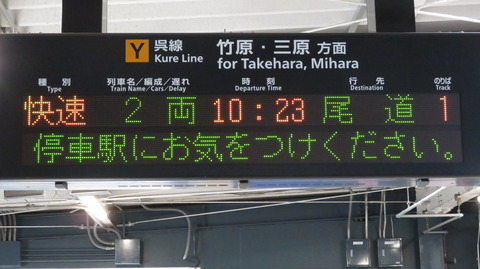 Y 呉線 竹原・三原 方面
Kure Line for Takehara, Mihara
種別 列車名/編成/遅れ 時刻 行先 のりば
Type Train Name/Cars/Delay Departure Time Destination Track
快速 2両 10:23 尾道 1
停車駅にお気をつけください。